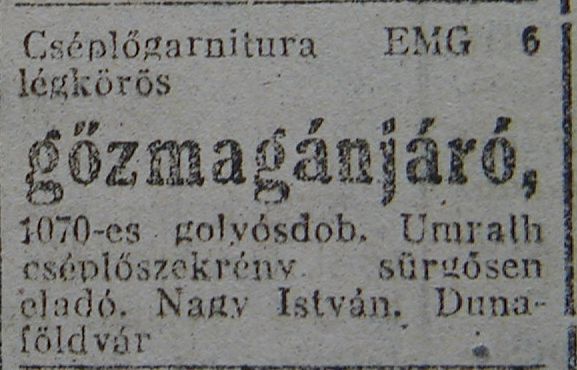 Cséplőgarnitura EMG 6
légkörös
gőzmagánjáró,
1070-es golyósdob. Umrath
cséplőszekrény sürgősen
eladó. Nagy István. Duna-
földvár